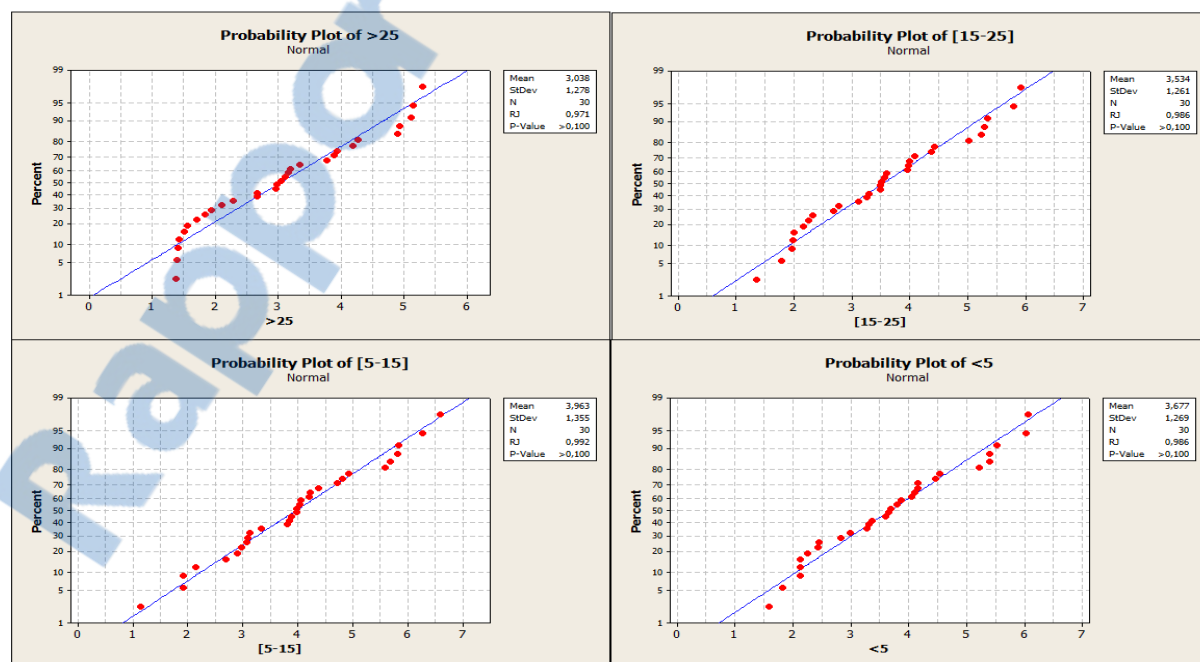 Probability Plot of >25
Normal
99
95
90
80
70
60
50
40
30
20
10
5
1
Percent
0 1 2 3 4 5 6
>25
Mean 3,038
StDev 1,278
N 30
RJ 0,971
P-Value >0,100
Probability Plot of [15-25]
Normal
99
95
90
80
70
60
50
40
30
20
10
5
1
Percent
0 1 2 3 4 5 6 7
[15-25]
Mean 3,534
StDev 1,261
N 30
RJ 0,986
P-Value >0,100
Probability Plot of [5-15]
Normal
99
95
90
80
70
60
50
40
30
20
10
5
1
Percent
0 1 2 3 4 5 6 7
[5-15]
Mean 3,963
StDev 1,355
N 30
RJ 0,992
P-Value >0,100
Probability Plot of <5
Normal
99
95
90
80
70
60
50
40
30
20
10
5
1
Percent
0 1 2 3 4 5 6 7
<5
Mean 3,677
StDev 1,269
N 30
RJ 0,986
P-Value >0,100
Rappor